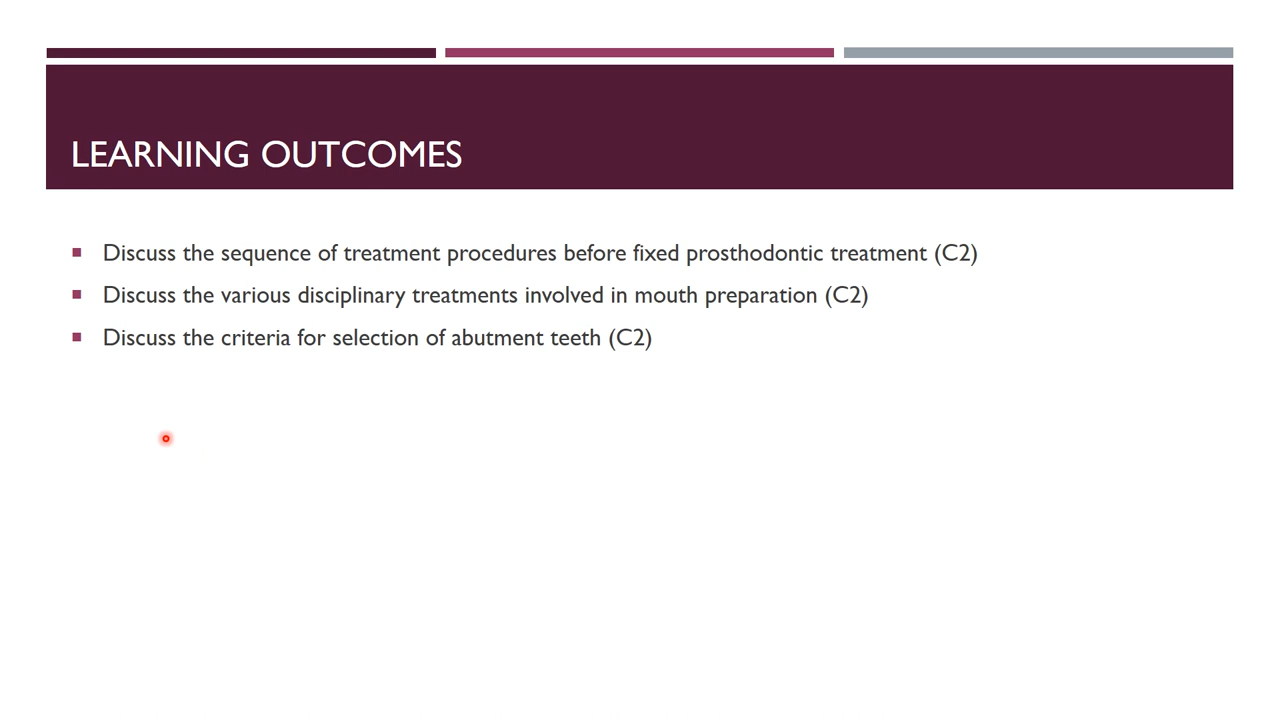 LEARNING OUTCOMES
Discuss the sequence of treatment procedures before fixed prosthodontic treatment (C2)
Discuss the various disciplinary treatments involved in mouth preparation (C2)
Discuss the criteria for selection of abutment teeth (C2)